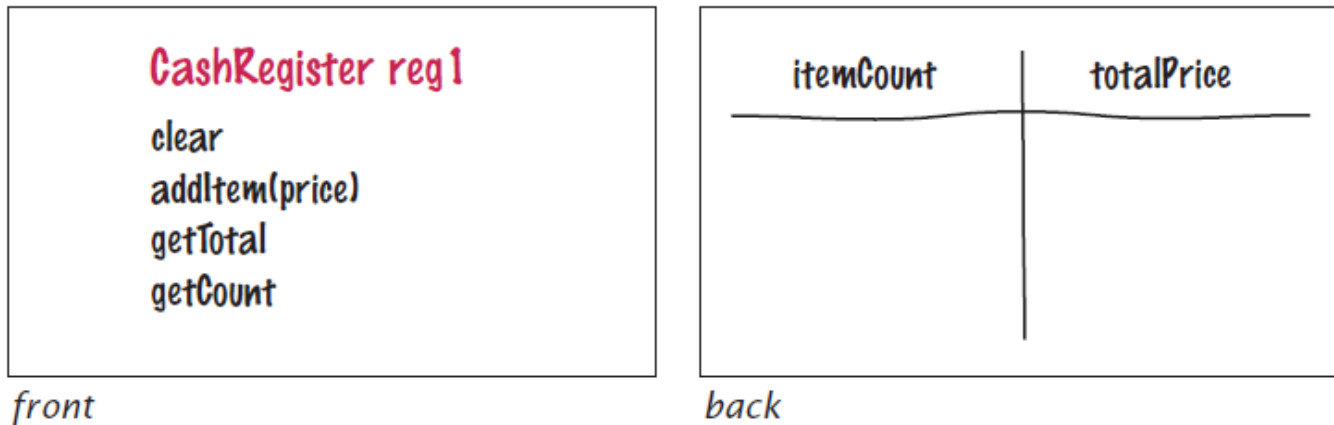 CashRegister reg1
clear
addItem(price)
getTotal
getCount
front
itemCount totalPrice
back